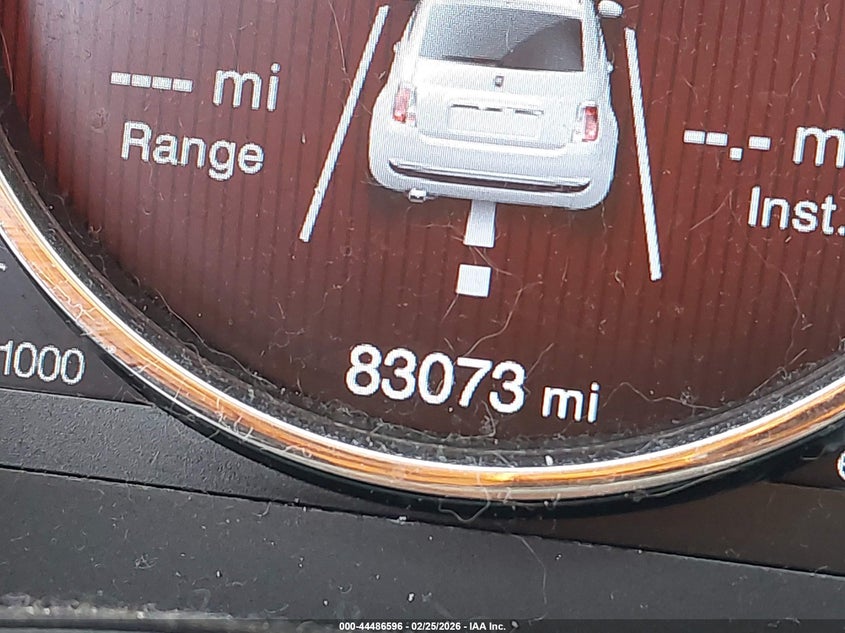 ---- mi
Range
--.- m
Inst.
1000
83073 mi
000-44486596 - 02/25/2026 - IAA Inc.